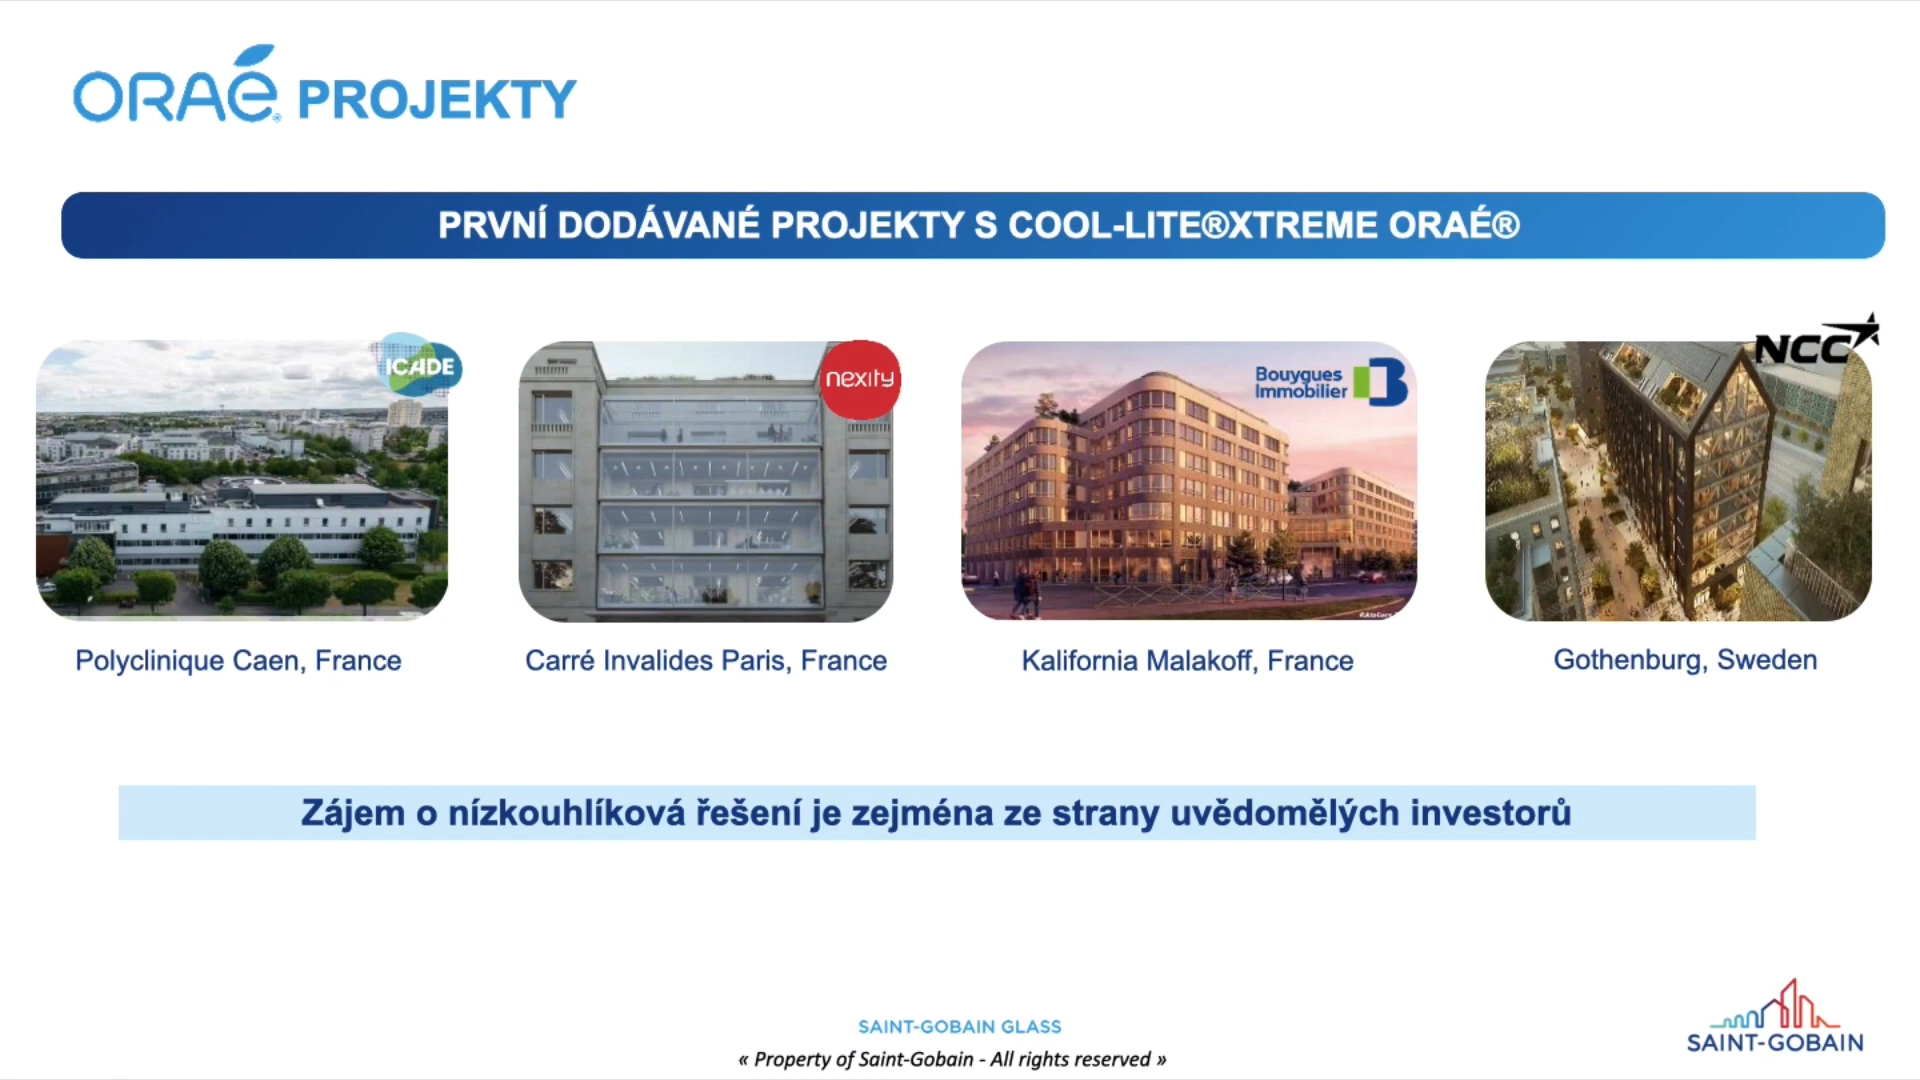 ORAé® PROJEKTY
PRVNÍ DODÁVANÉ PROJEKTY S COOL-LITE®XTREME ORAÉ®
ICADE
nexity
Bouygues
Immobilier
NCC
Polyclinique Caen, France
Carré Invalides Paris, France
Kalifornia Malakoff, France
Gothenburg, Sweden
Zájem o nízkouhlíková řešení je zejména ze strany uvědomělých investorů
SAINT-GOBAIN GLASS
« Property of Saint-Gobain - All rights reserved »
SAINT-GOBAIN